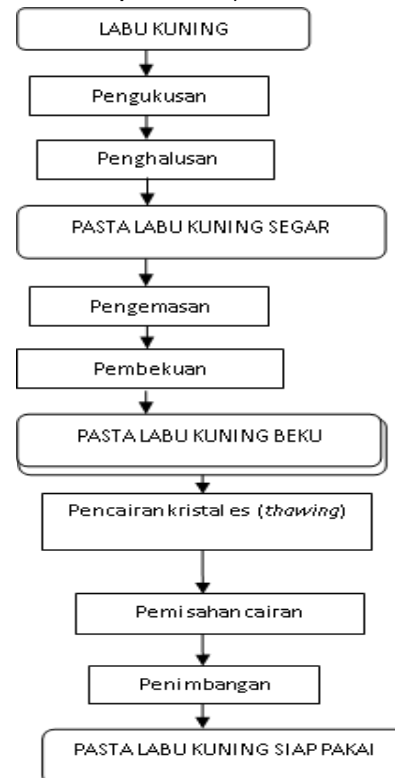 LABU KUNING
Pengukusan
Penghalusan
PASTA LABU KUNING SEGAR
Pengemasan
Pembekuan
PASTA LABU KUNING BEKU
Pencairan kristal es (thawing)
Pemisahan cairan
Penimbangan
PASTA LABU KUNING SIAP PAKAI